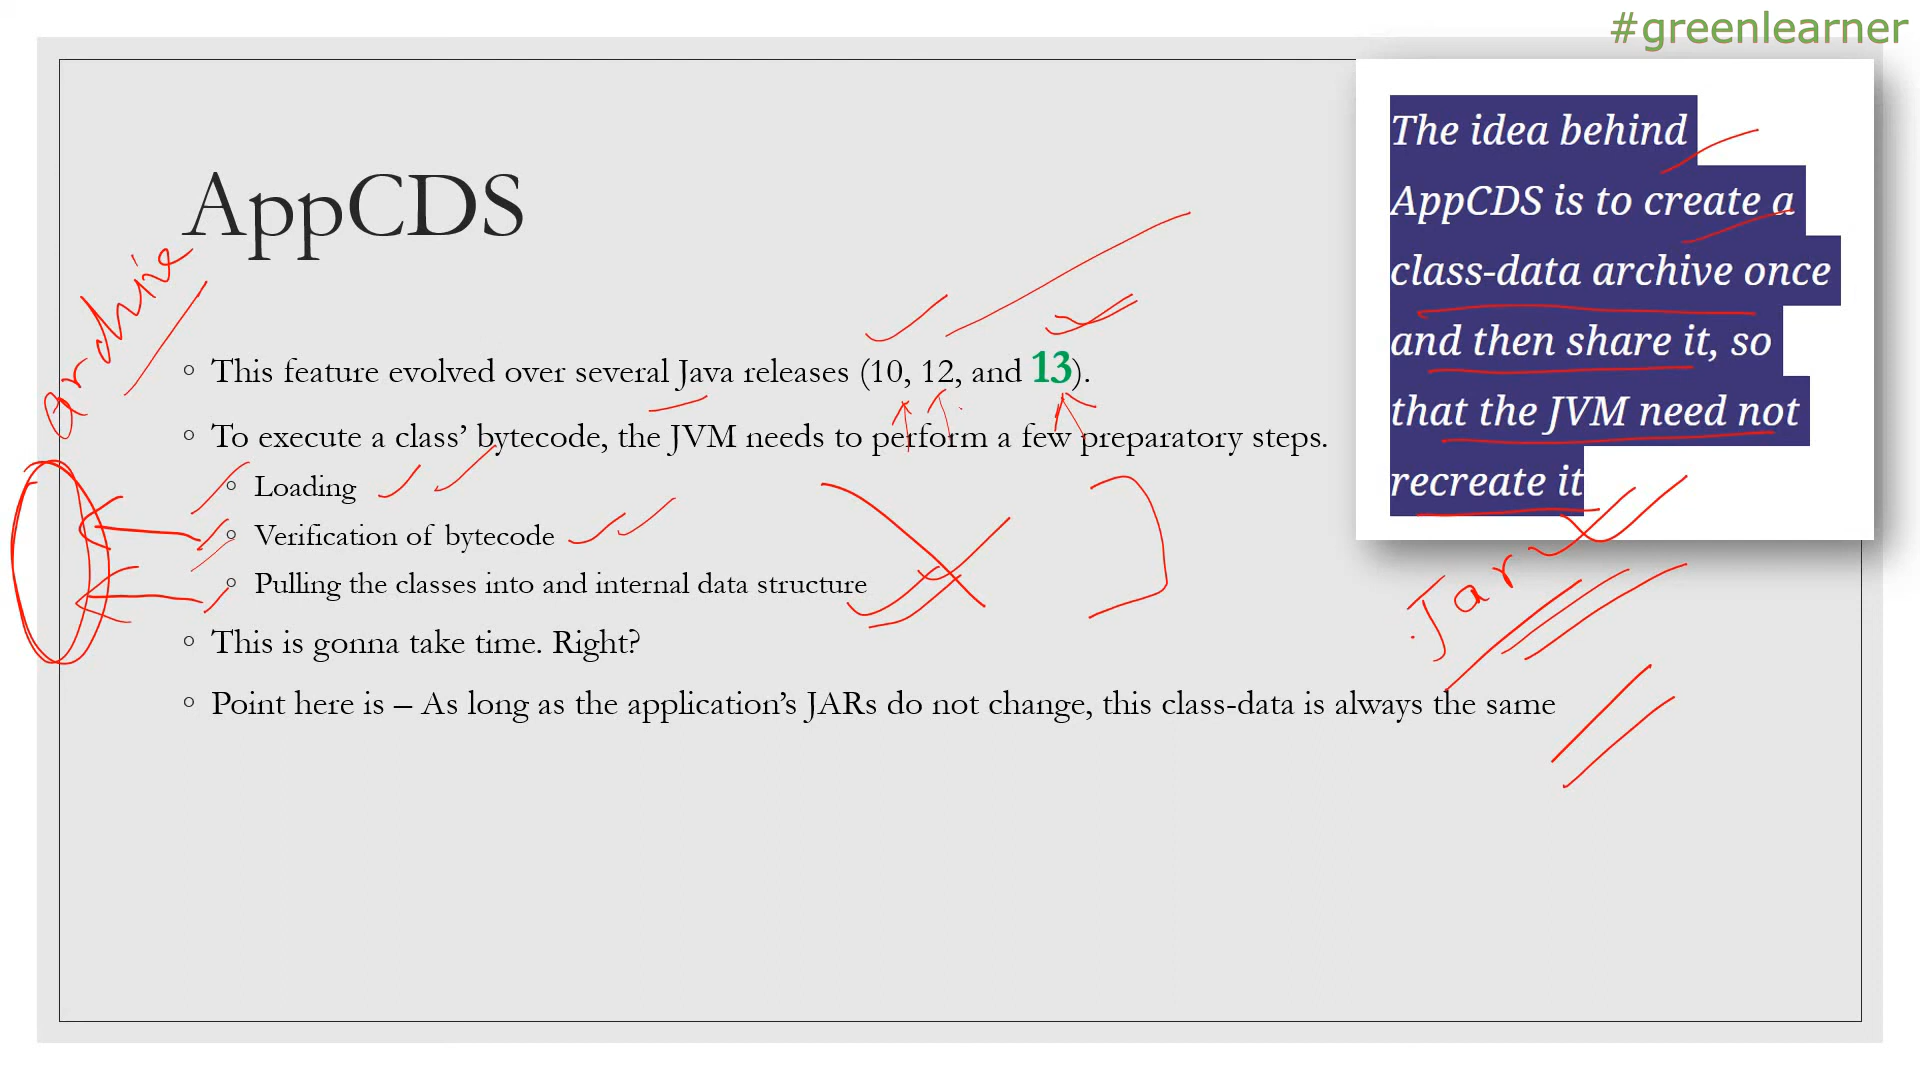 #greenlearner
The idea behind
AppCDS is to create a
class-data archive once
and then share it, so
that the JVM need not
recreate it
AppCDS
archive
◦ This feature evolved over several Java releases (10, 12, and 13).
◦ To execute a class’ bytecode, the JVM needs to perform a few preparatory steps.
◦ Loading
◦ Verification of bytecode
◦ Pulling the classes into and internal data structure
Jar
◦ This is gonna take time. Right?
◦ Point here is – As long as the application’s JARs do not change, this class-data is always the same